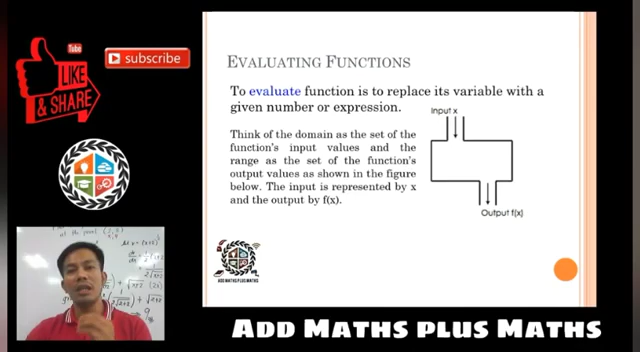 You Tube
LIKE
& SHARE
subscribe
EVALUATING FUNCTIONS
To evaluate function is to replace its variable with a
given number or expression.
Think of the domain as the set of the
function's input values and the
range as the set of the function's
output values as shown in the figure
below. The input is represented by x
and the output by f(x).
Input x
Output f(x)
ADD MATHS PLUS MATHS
ADD MATHS PLUS MATHS